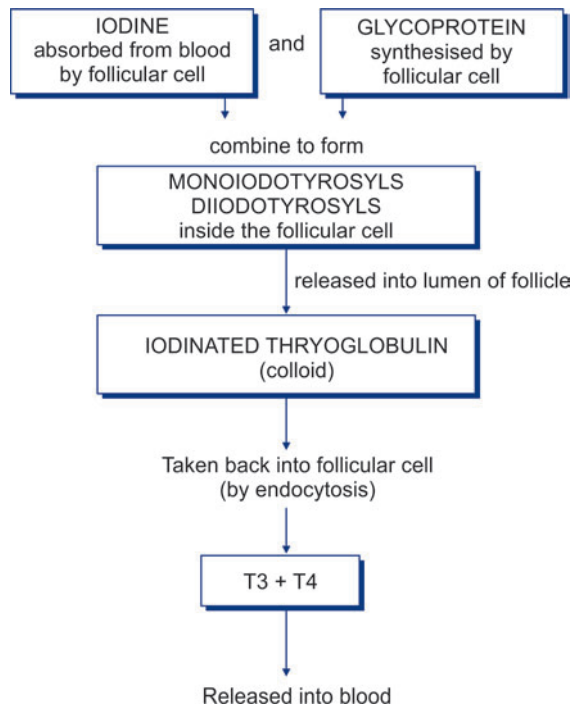 IODINE
absorbed from blood
by follicular cell
and
GLYCOPROTEIN
synthesised by
follicular cell
combine to form
MONOIODOTYROSYLS
DIIODOTYROSYLS
inside the follicular cell
released into lumen of follicle
IODINATED THRYOGLOBULIN
(colloid)
Taken back into follicular cell
(by endocytosis)
T3 + T4
Released into blood